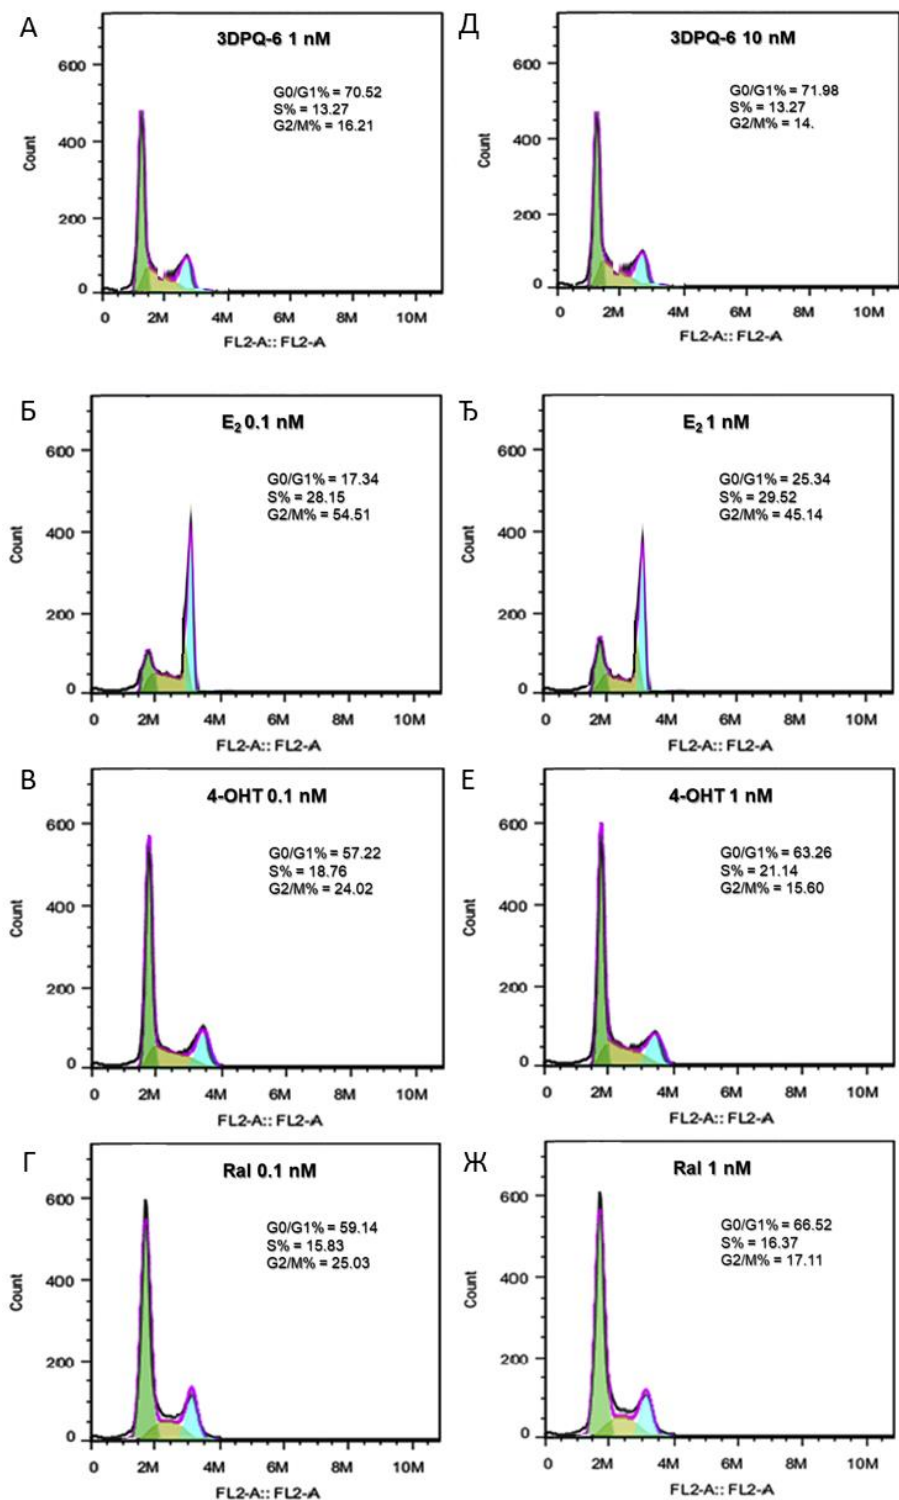 А
3DPQ-6 1 nM
G0/G1% = 70.52
S% = 13.27
G2/M% = 16.21
600
400
200
0
Count
0 2M 4M 6M 8M 10M
FL2-A:: FL2-A
Д
3DPQ-6 10 nM
G0/G1% = 71.98
S% = 13.27
G2/M% = 14.
600
400
200
0
Count
0 2M 4M 6M 8M 10M
FL2-A:: FL2-A
Б
E₂ 0.1 nM
G0/G1% = 17.34
S% = 28.15
G2/M% = 54.51
600
400
200
0
Count
0 2M 4M 6M 8M 10M
FL2-A:: FL2-A
Ђ
E₂ 1 nM
G0/G1% = 25.34
S% = 29.52
G2/M% = 45.14
600
400
200
0
Count
0 2M 4M 6M 8M 10M
FL2-A:: FL2-A
В
4-OHT 0.1 nM
G0/G1% = 57.22
S% = 18.76
G2/M% = 24.02
600
400
200
0
Count
0 2M 4M 6M 8M 10M
FL2-A:: FL2-A
Е
4-OHT 1 nM
G0/G1% = 63.26
S% = 21.14
G2/M% = 15.60
600
400
200
0
Count
0 2M 4M 6M 8M 10M
FL2-A:: FL2-A
Г
Ral 0.1 nM
G0/G1% = 59.14
S% = 15.83
G2/M% = 25.03
600
400
200
0
Count
0 2M 4M 6M 8M 10M
FL2-A:: FL2-A
Ж
Ral 1 nM
G0/G1% = 66.52
S% = 16.37
G2/M% = 17.11
600
400
200
0
Count
0 2M 4M 6M 8M 10M
FL2-A:: FL2-A